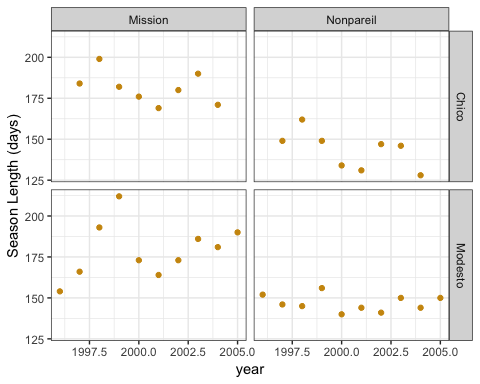 Mission Nonpareil
Season Length (days)
200
175
150
125
Chico
200
175
150
125
Modesto
1997.5 2000.0 2002.5 2005.0 1997.5 2000.0 2002.5 2005.0
year